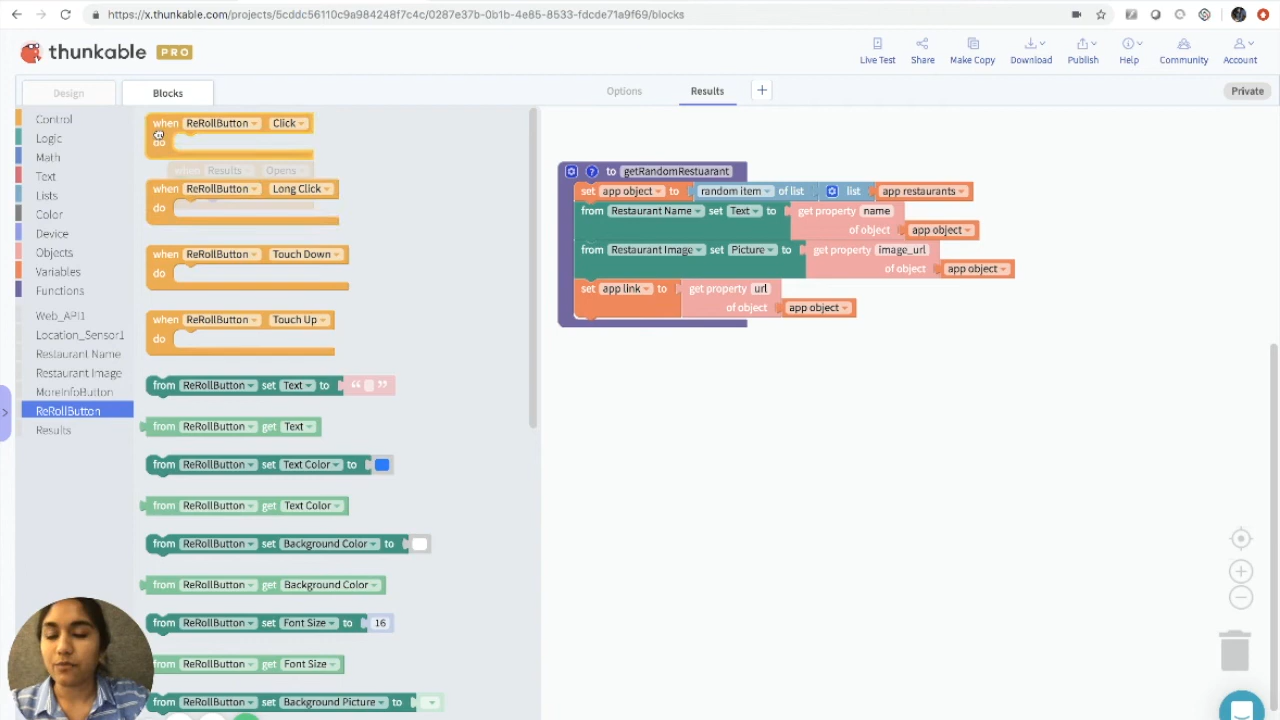 https://x.thunkable.com/projects/5cddc56110c9a984248f7c4c/0287e37b-0b1b-4e85-8533-fdcde71a9f69/blocks
thunkable PRO
Live Test Share Make Copy Download Publish Help Community Account
Design Blocks Options Results + Private
Control
Logic
Math
Text
Lists
Color
Device
Objects
Variables
Functions
Web_API1
Location_Sensor1
Restaurant Name
Restaurant Image
MoreInfoButton
ReRollButton
Results
when ReRollButton Click
do
when Results Opens
when ReRollButton Long Click
do
when ReRollButton Touch Down
do
when ReRollButton Touch Up
do
from ReRollButton set Text to “ ”
from ReRollButton get Text
from ReRollButton set Text Color to
from ReRollButton get Text Color
from ReRollButton set Background Color to
from ReRollButton get Background Color
from ReRollButton set Font Size to 16
from ReRollButton get Font Size
from ReRollButton set Background Picture to
? to getRandomRestuarant
set app object to random item of list list app restaurants
from Restaurant Name set Text to get property name
of object app object
from Restaurant Image set Picture to get property image_url
of object app object
set app link to get property url
of object app object